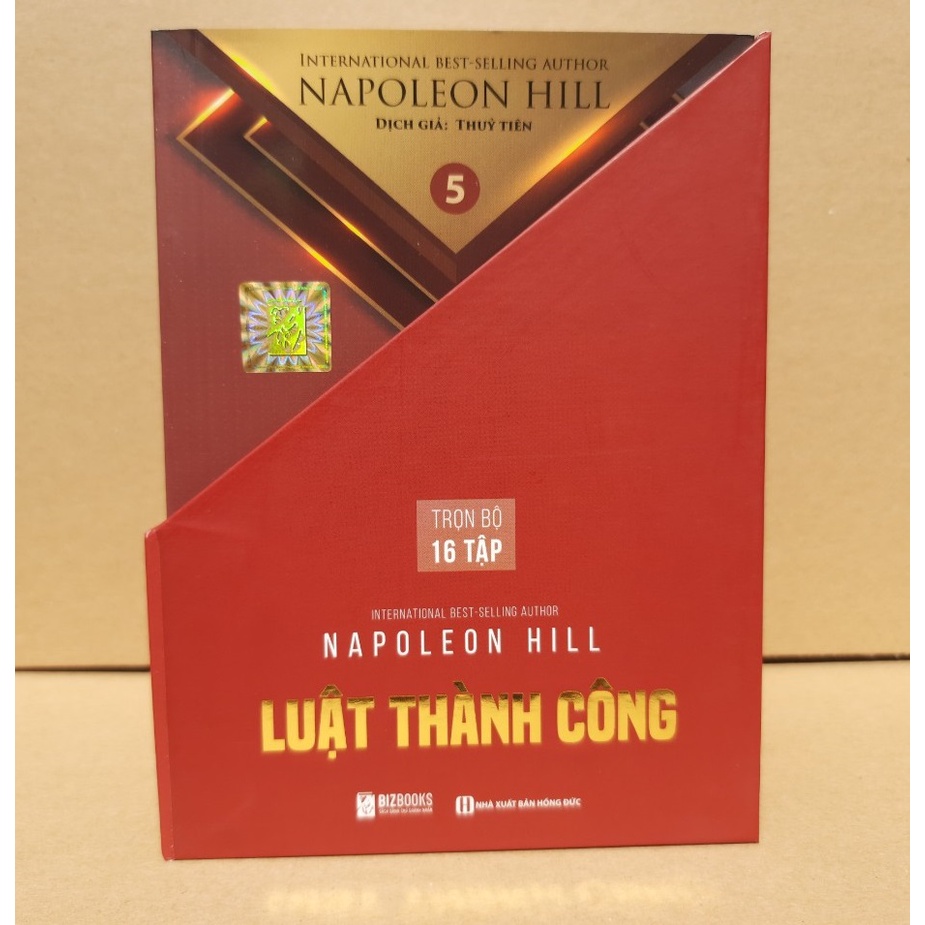 INTERNATIONAL BEST-SELLING AUTHOR
NAPOLEON HILL
DỊCH GIẢ: THUỶ TIÊN
5
TRỌN BỘ
16 TẬP
INTERNATIONAL BEST-SELLING AUTHOR
NAPOLEON HILL
LUẬT THÀNH CÔNG
BIZBOOKS
NHÀ XUẤT BẢN HỒNG ĐỨC